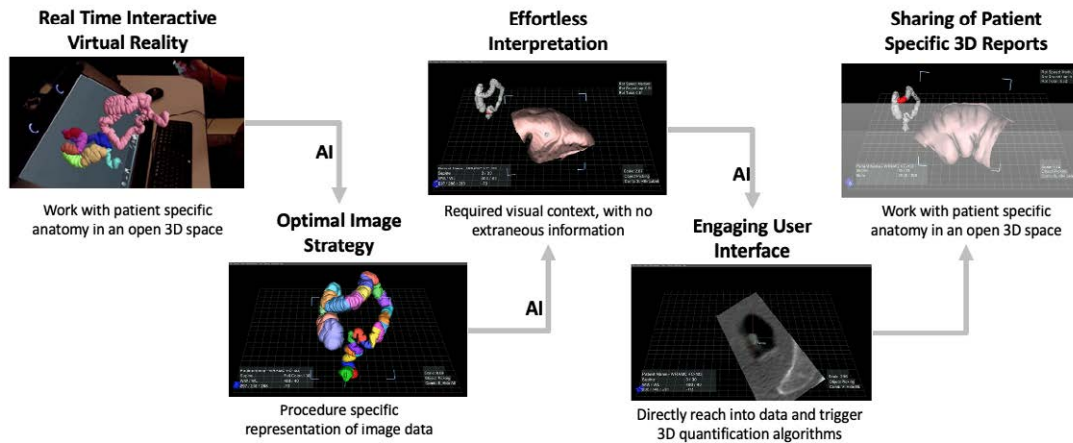 Real Time Interactive
Virtual Reality
AI
Work with patient specific
anatomy in an open 3D space
Optimal Image
Strategy
Procedure specific
representation of image data
AI
Effortless
Interpretation
Required visual context, with no
extraneous information
AI
Engaging User
Interface
Directly reach into data and trigger
3D quantification algorithms
Sharing of Patient
Specific 3D Reports
Work with patient specific
anatomy in an open 3D space